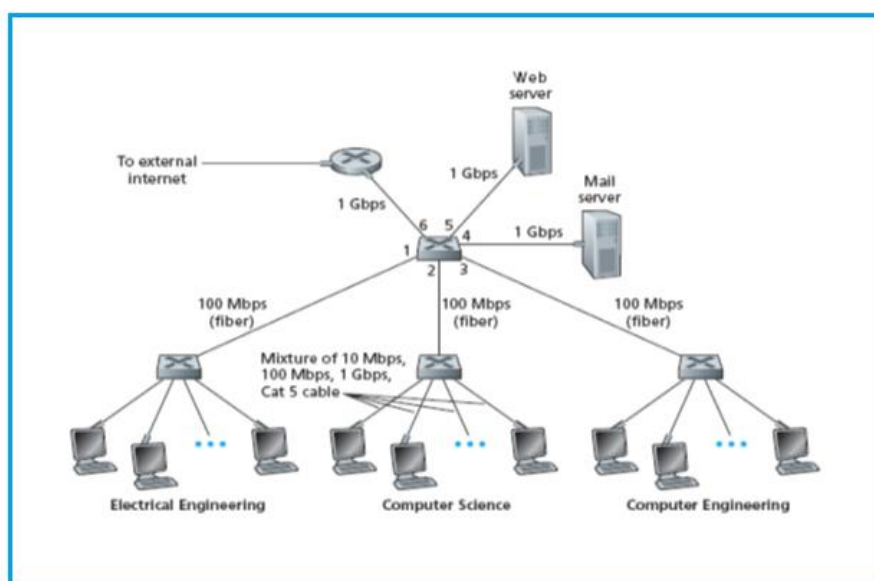 Web
server
To external
internet
1 Gbps
1 Gbps
Mail
server
1 Gbps
6
5
4
1
2
3
100 Mbps
(fiber)
100 Mbps
(fiber)
100 Mbps
(fiber)
Mixture of 10 Mbps,
100 Mbps, 1 Gbps,
Cat 5 cable
Electrical Engineering
Computer Science
Computer Engineering